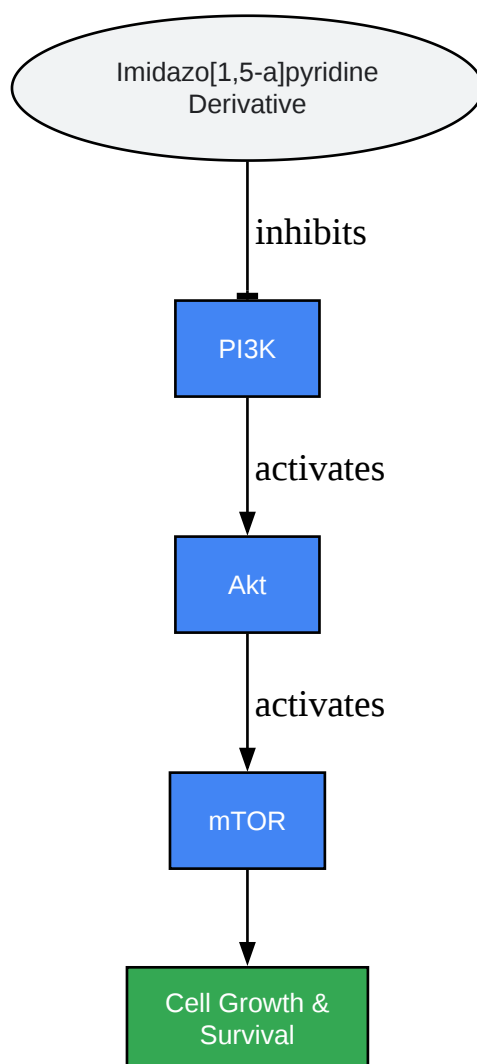 Imidazo[1,5-a]pyridine
Derivative
inhibits
PI3K
activates
Akt
activates
mTOR
Cell Growth &
Survival